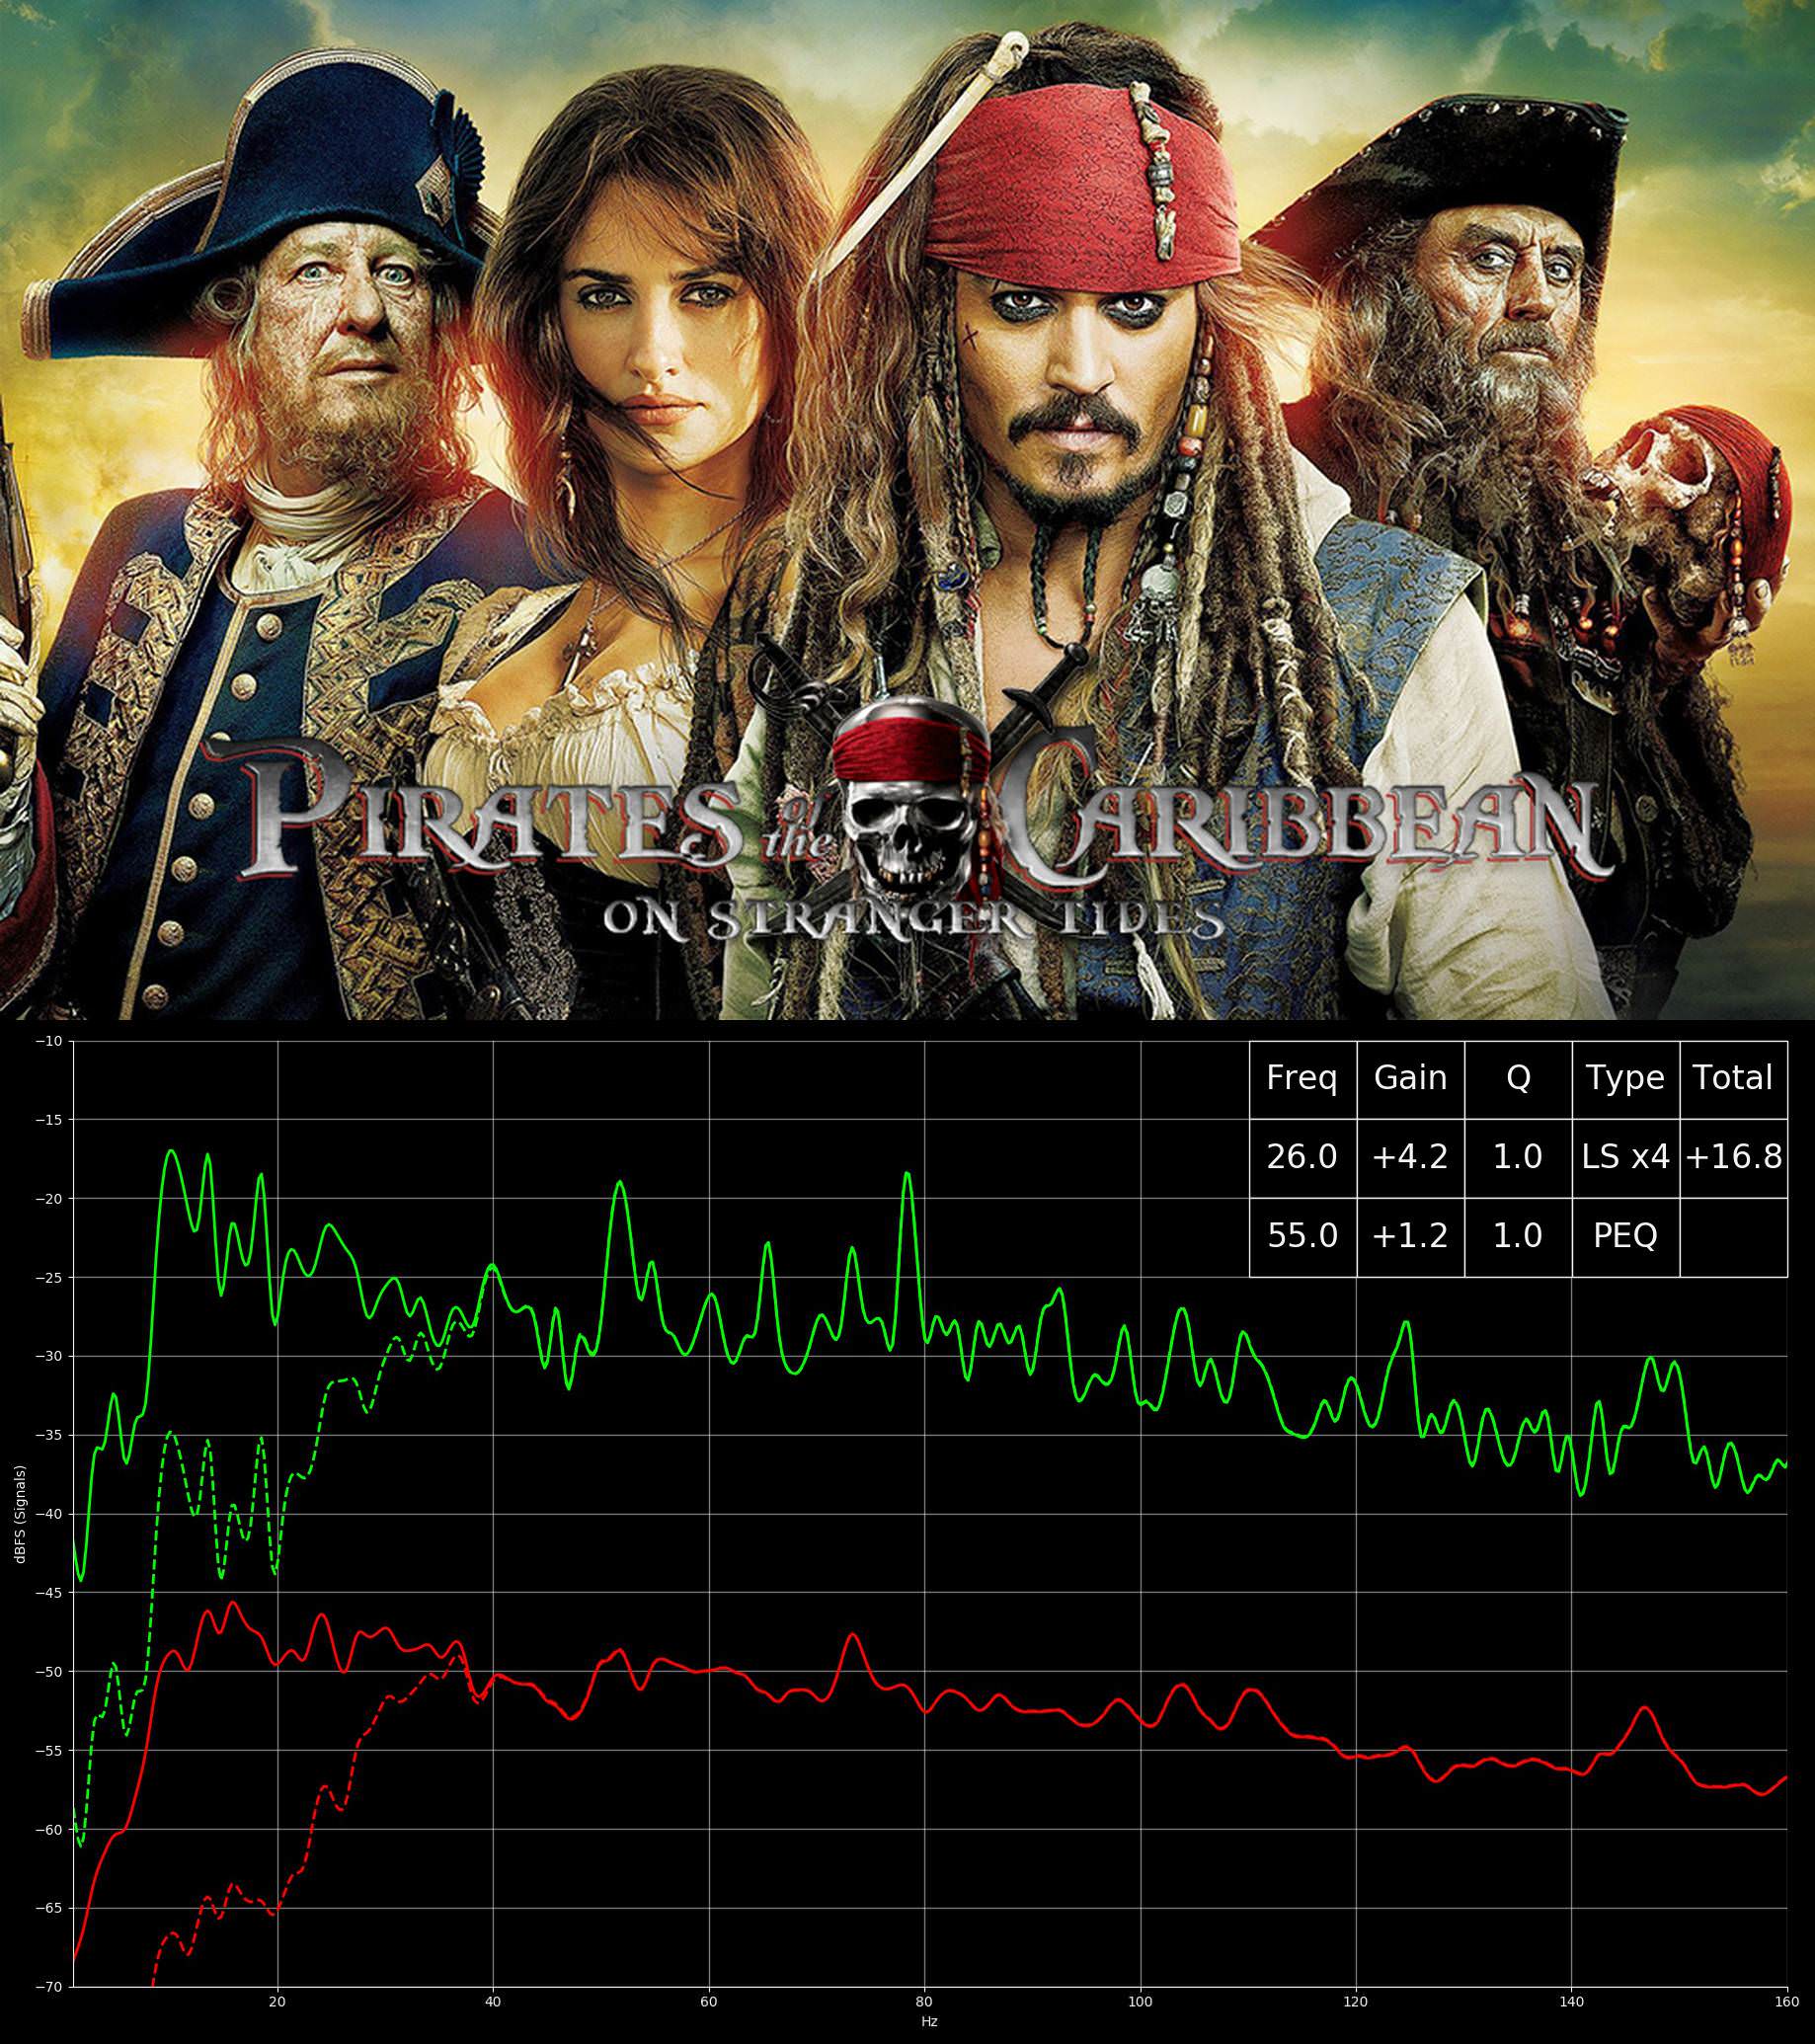 PIRATES of the CARIBBEAN
ON STRANGER TIDES
Freq Gain Q Type Total
26.0 +4.2 1.0 LS x4 +16.8
55.0 +1.2 1.0 PEQ
−10
−15
−20
−25
−30
−35
−40
−45
−50
−55
−60
−65
−70
dBFS (Signals)
20 40 60 80 100 120 140 160
Hz